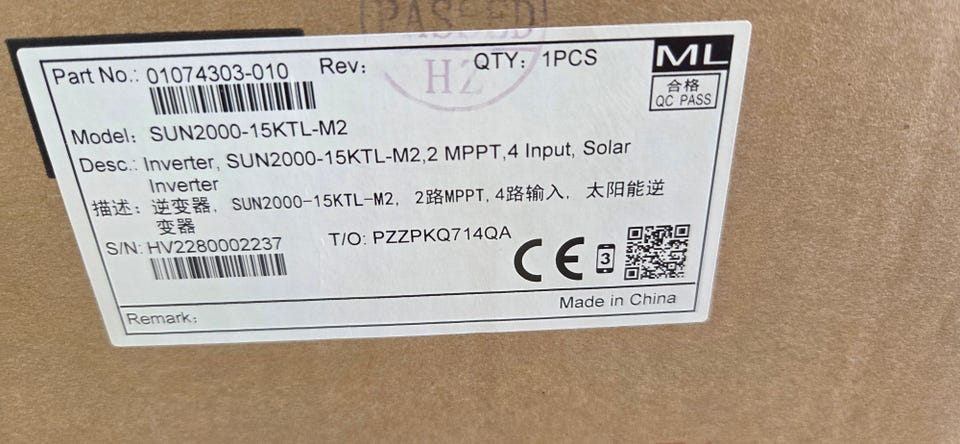 PASSED
HZ
Part No.: 01074303-010 Rev: QTY: 1PCS
ML
合格
QC PASS
Model: SUN2000-15KTL-M2
Desc.: Inverter, SUN2000-15KTL-M2,2 MPPT,4 Input, Solar
Inverter
描述: 逆变器, SUN2000-15KTL-M2, 2路MPPT,4路输入, 太阳能逆
变器
S/N: HV2280002237 T/O: PZZPKQ714QA
CE 3
Made in China
Remark: